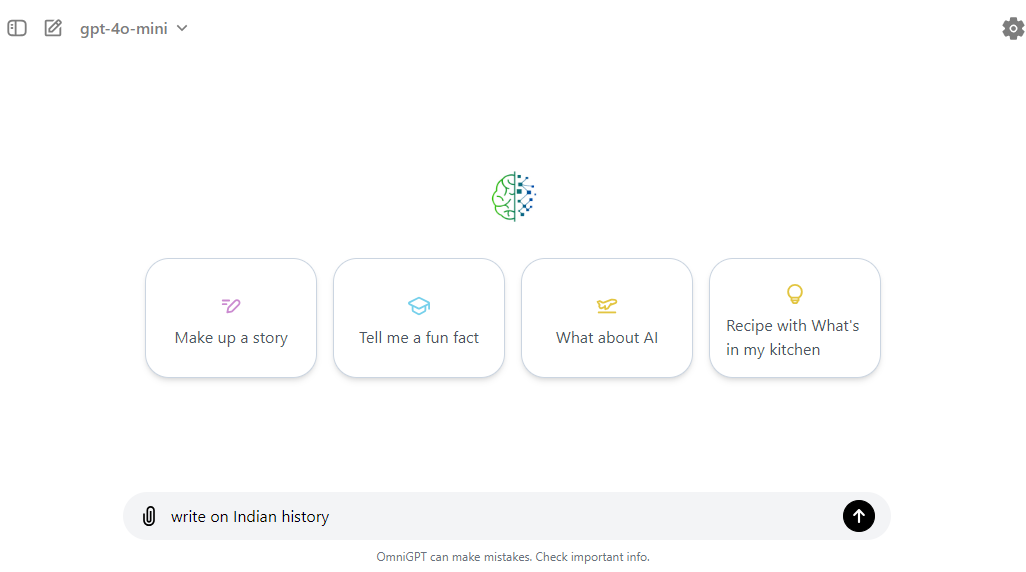 gpt-4o-mini
Make up a story
Tell me a fun fact
What about AI
Recipe with What's
in my kitchen
write on Indian history
OmniGPT can make mistakes. Check important info.